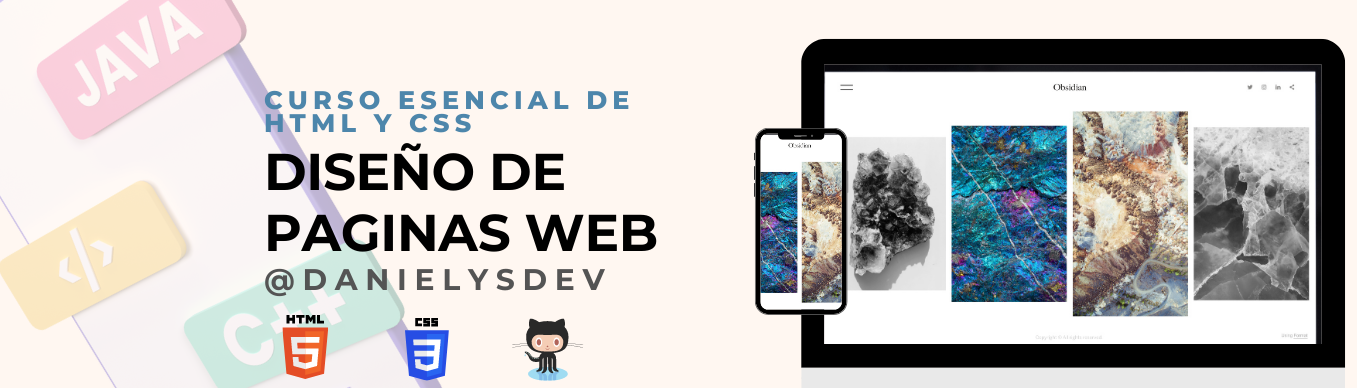 JAVA
</>
C++
CURSO ESENCIAL DE
HTML Y CSS
DISEÑO DE
PAGINAS WEB
@DANIELYSDEV
HTML
5
CSS
3
Obsidian
Obsidian